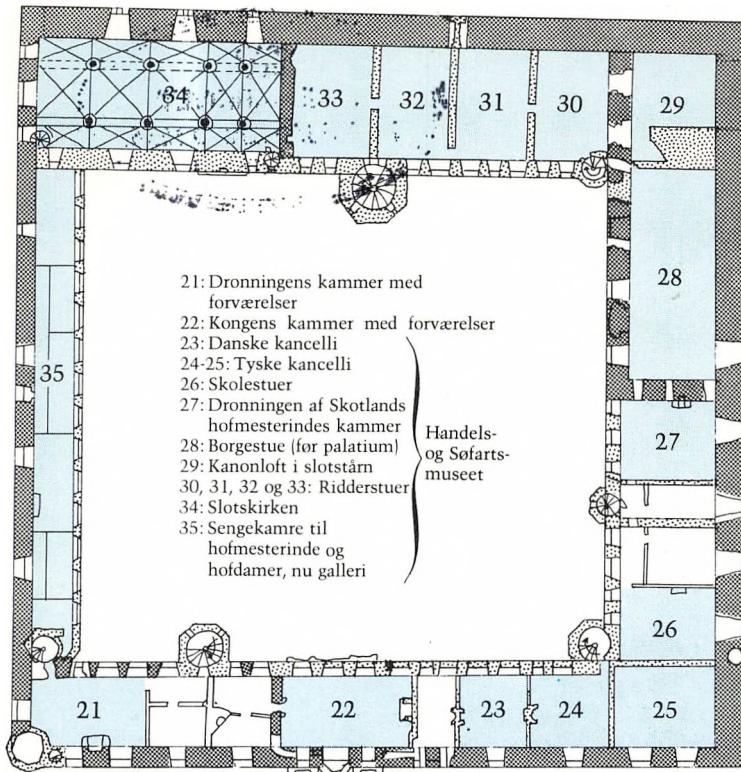 34
33
32
31
30
29
28
35
21: Dronningens kammer med
forværelser
22: Kongens kammer med forværelser
23: Danske kancelli
24-25: Tyske kancelli
26: Skolestuer
27: Dronningen af Skotlands
hofmesterindes kammer
28: Borgestue (før palatium)
29: Kanonloft i slotstårn
30, 31, 32 og 33: Ridderstuer
34: Slotskirken
35: Sengekamre til
hofmesterinde og
hofdamer, nu galleri
Handels-
og Søfarts-
museet
27
26
21
22
23
24
25